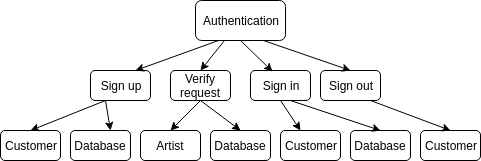 Authentication
Sign up
Verify
request
Sign in
Sign out
Customer
Database
Artist
Database
Customer
Database
Customer